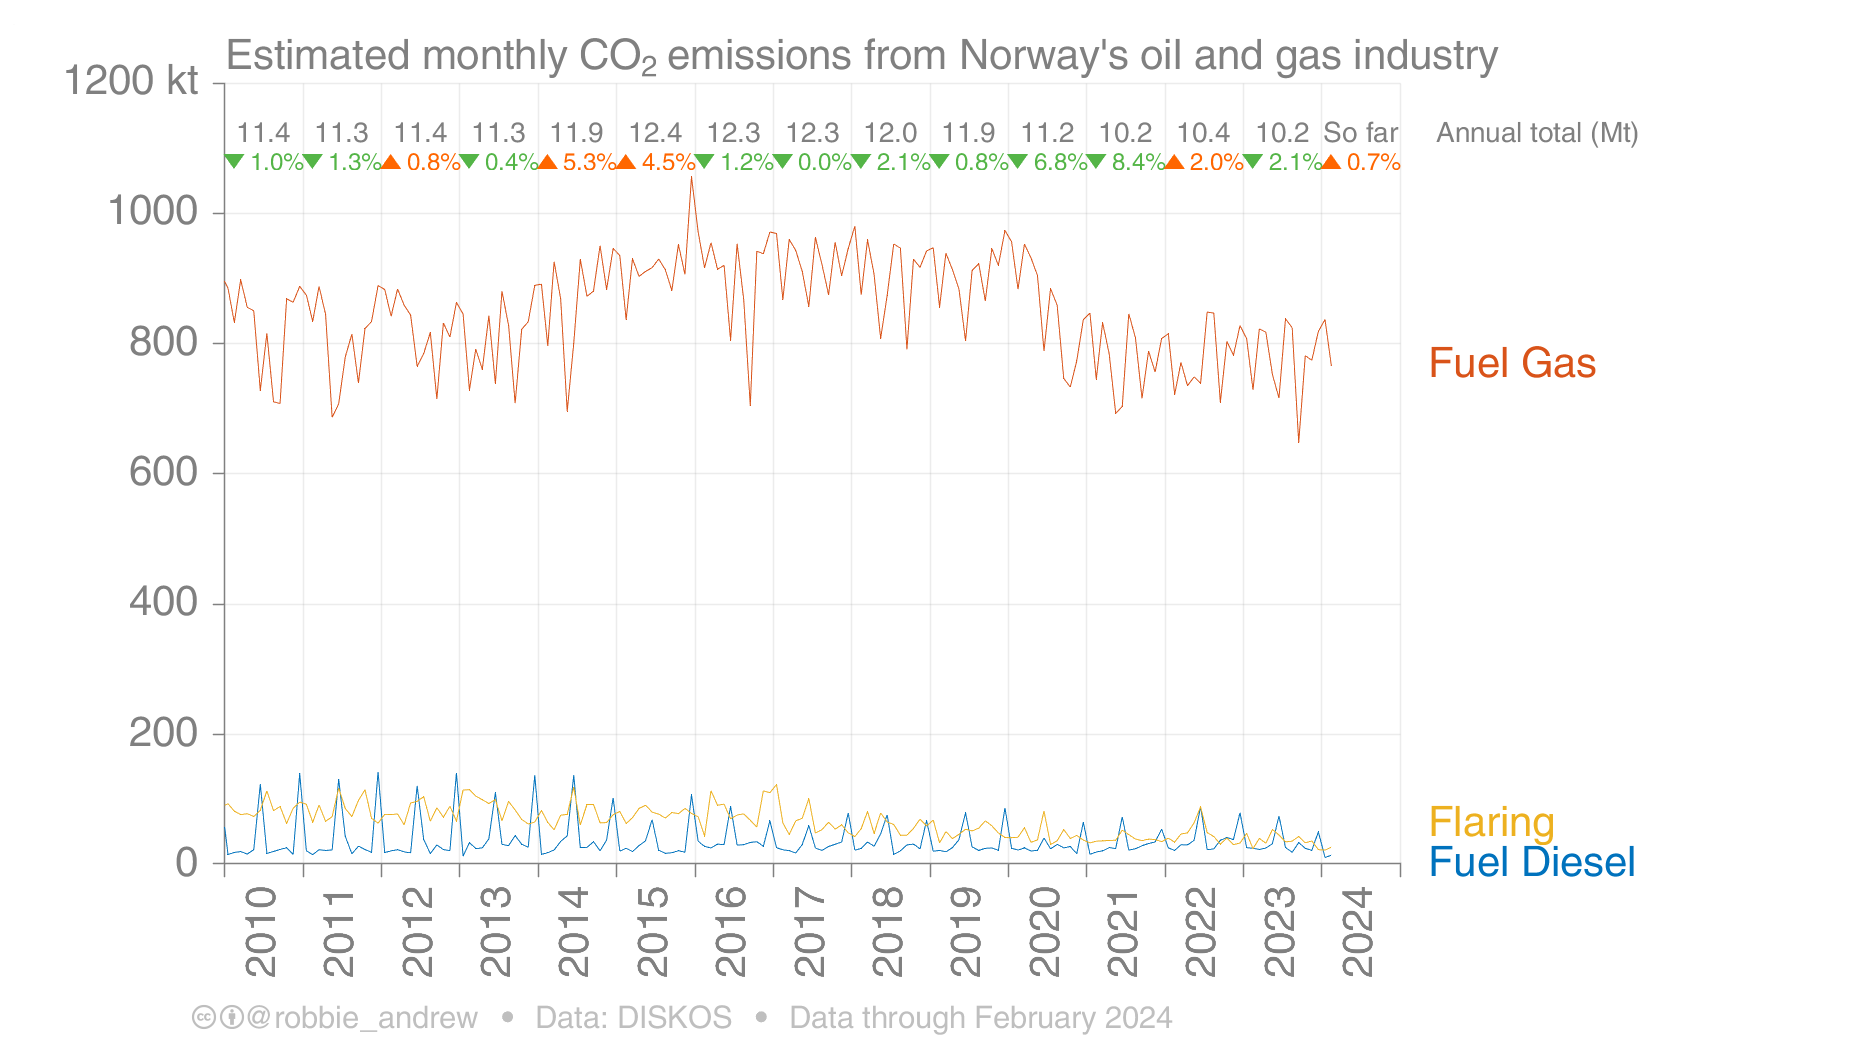 Estimated monthly CO₂ emissions from Norway's oil and gas industry
1200 kt
11.4 11.3 11.4 11.3 11.9 12.4 12.3 12.3 12.0 11.9 11.2 10.2 10.4 10.2 So far Annual total (Mt)
▼ 1.0% ▼ 1.3% ▲ 0.8% ▼ 0.4% ▲ 5.3% ▲ 4.5% ▼ 1.2% ▼ 0.0% ▼ 2.1% ▼ 0.8% ▼ 6.8% ▼ 8.4% ▲ 2.0% ▼ 2.1% ▲ 0.7%
1000
800
Fuel Gas
600
400
200
Flaring
0
Fuel Diesel
2010 2011 2012 2013 2014 2015 2016 2017 2018 2019 2020 2021 2022 2023 2024
cc @robbie_andrew • Data: DISKOS • Data through February 2024